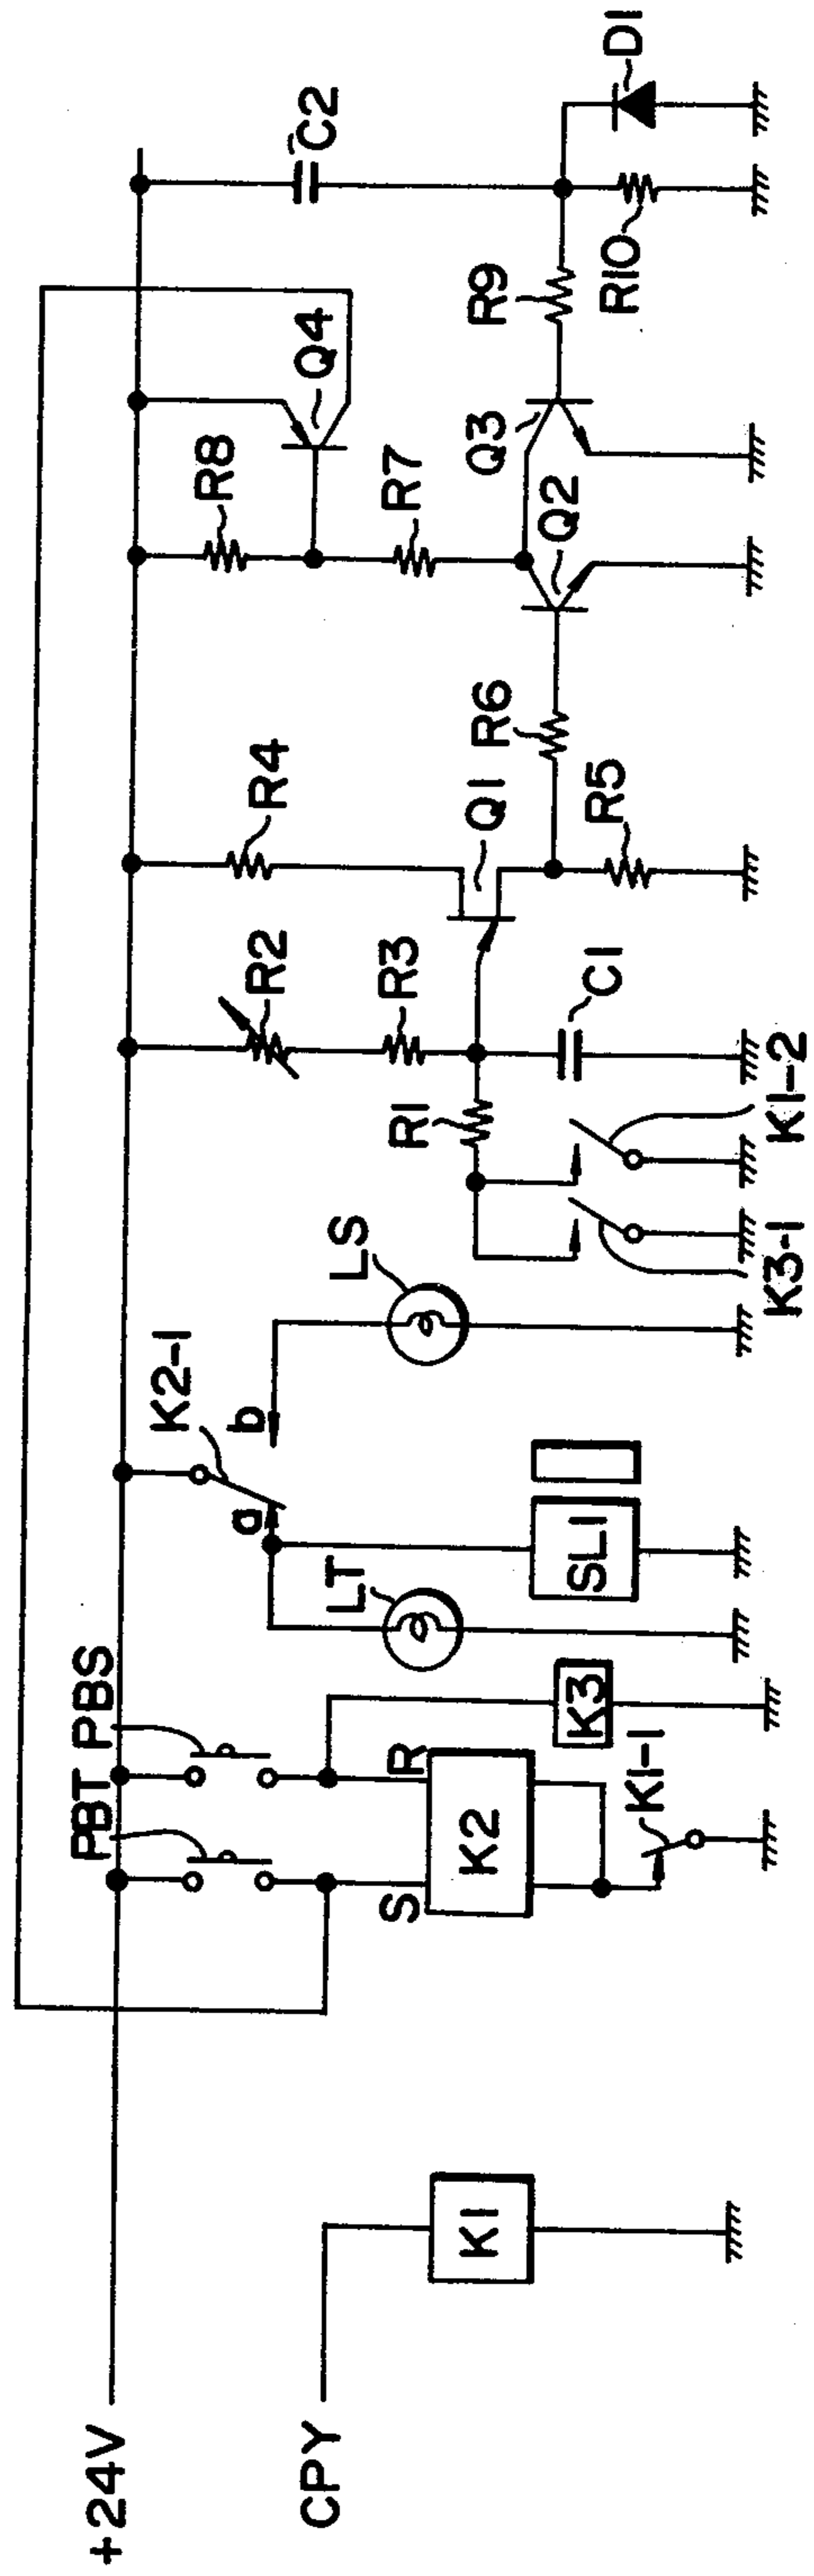 +24V
CPY
K1
PBT
PBS
S
R
K2
K3
K1-1
K2-1
a
b
LT
SL1
LS
K3-1
K1-2
R1
R2
R3
C1
R4
Q1
R5
R6
Q2
Q3
R7
R8
Q4
R9
R10
C2
D1